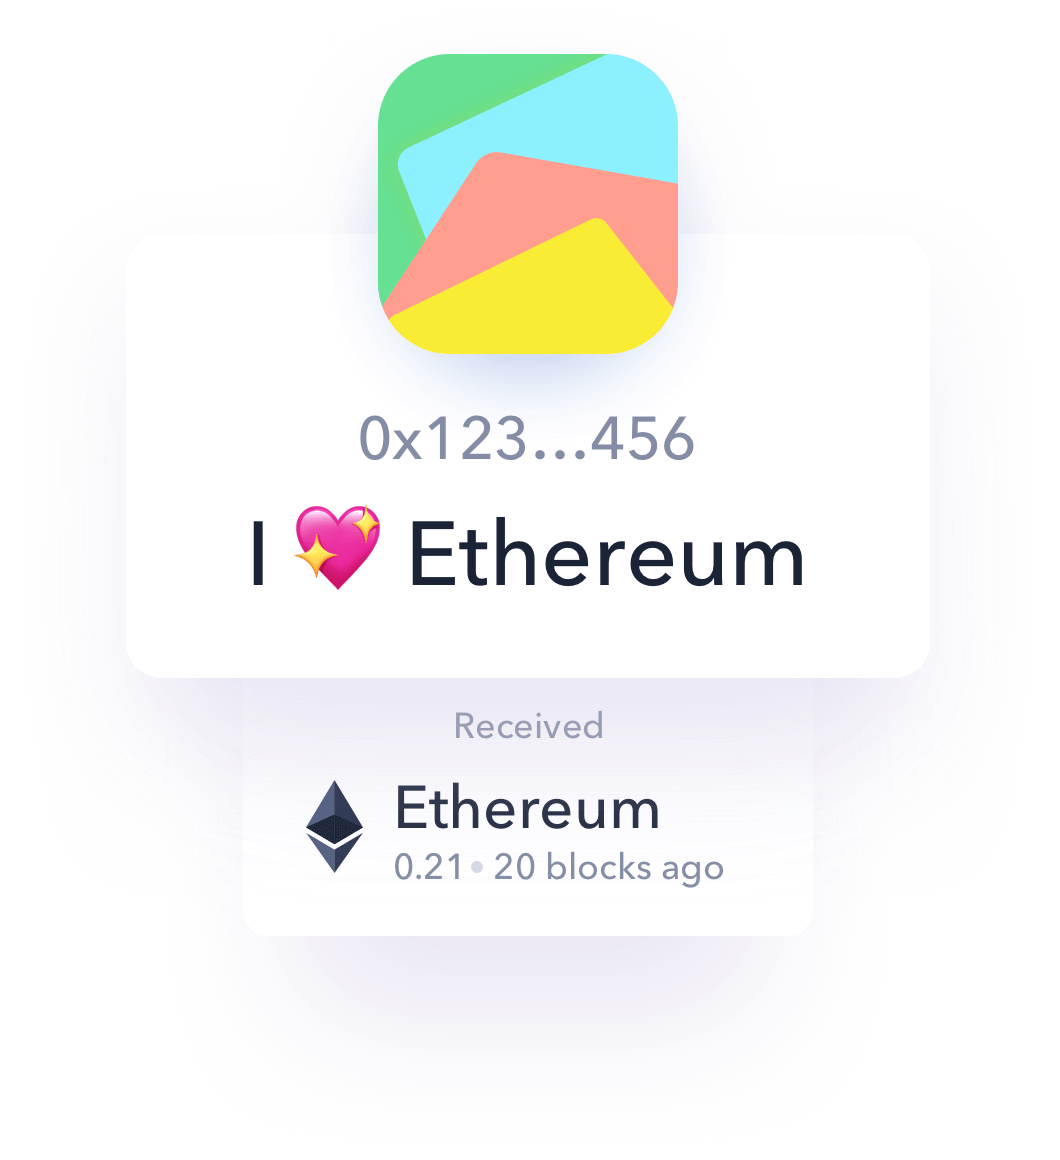 0x123...456
I 💖 Ethereum
Received
Ethereum
0.21 • 20 blocks ago